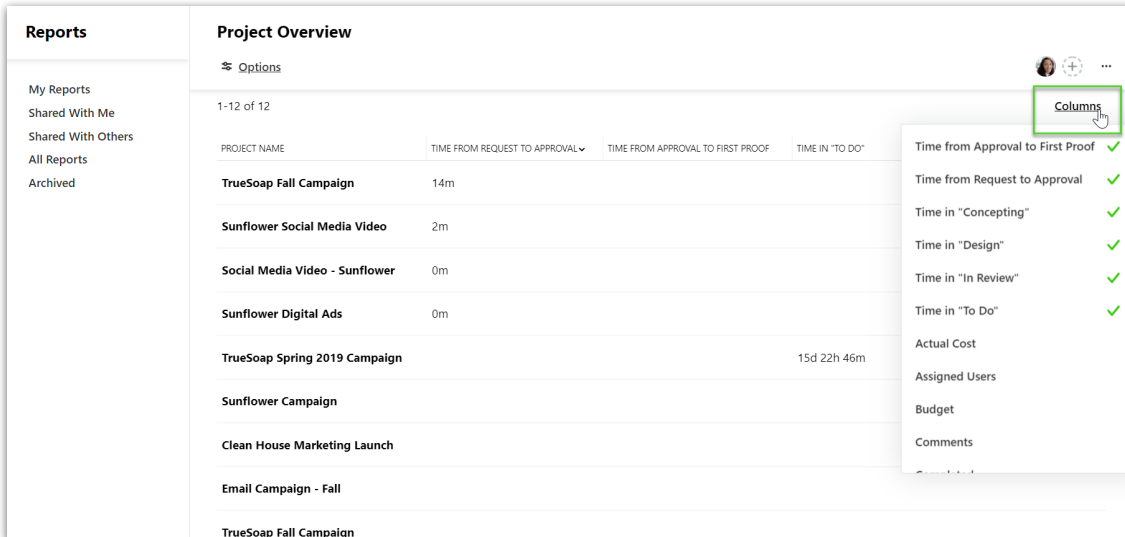 Reports
Project Overview
Options
My Reports
Shared With Me
Shared With Others
All Reports
Archived
1-12 of 12
Columns
PROJECT NAME TIME FROM REQUEST TO APPROVAL TIME FROM APPROVAL TO FIRST PROOF TIME IN "TO DO"
TrueSoap Fall Campaign 14m
Sunflower Social Media Video 2m
Social Media Video - Sunflower 0m
Sunflower Digital Ads 0m
TrueSoap Spring 2019 Campaign 15d 22h 46m
Sunflower Campaign
Clean House Marketing Launch
Email Campaign - Fall
TrueSoap Fall Campaign
Time from Approval to First Proof
Time from Request to Approval
Time in "Concepting"
Time in "Design"
Time in "In Review"
Time in "To Do"
Actual Cost
Assigned Users
Budget
Comments